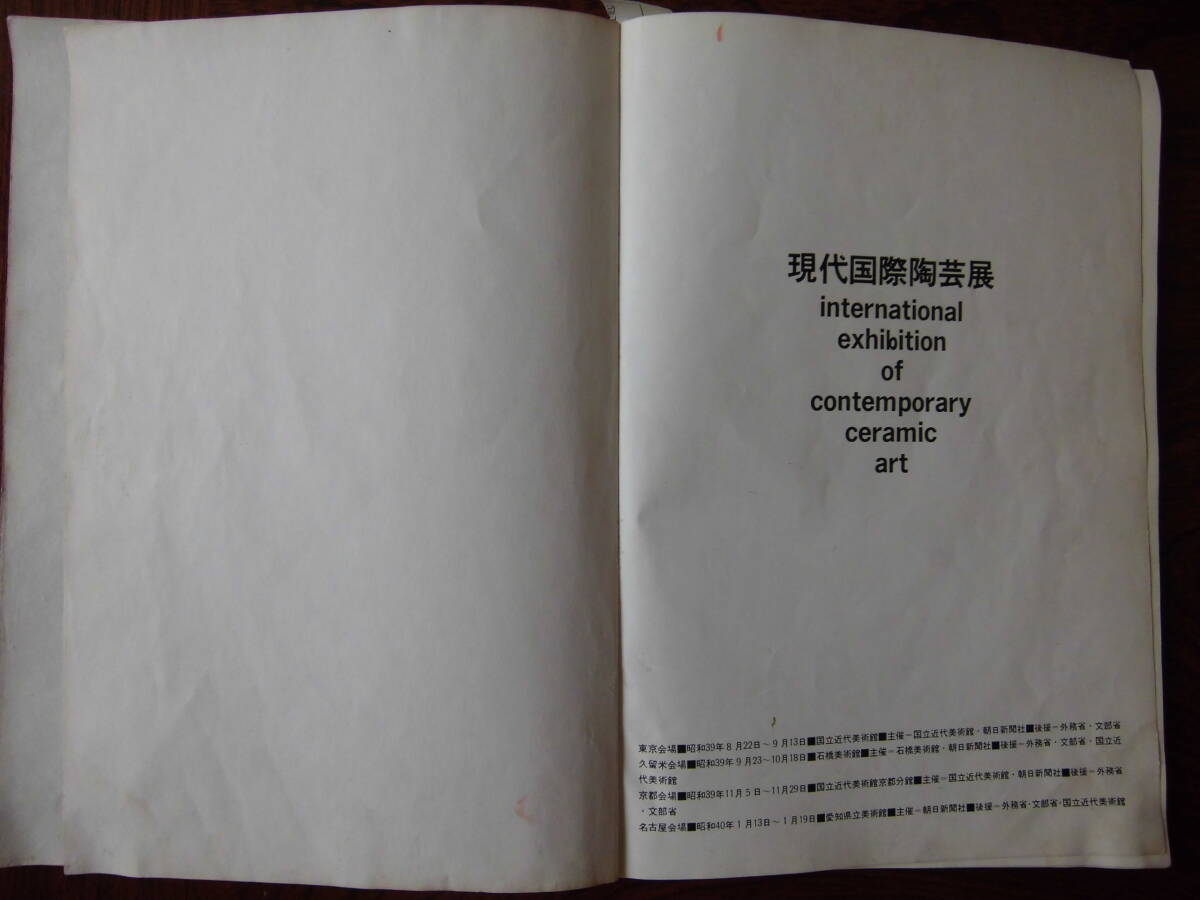 現代国際陶芸展
international
exhibition
of
contemporary
ceramic
art
東京会場■昭和39年8月22日～9月13日■国立近代美術館■主催＝国立近代美術館・朝日新聞社■後援＝外務省・文部省
久留米会場■昭和39年9月23～10月18日■石橋美術館■主催＝石橋美術館・朝日新聞社■後援＝外務省・文部省・国立近
代美術館
京都会場■昭和39年11月5日～11月29日■国立近代美術館京都分館■主催＝国立近代美術館・朝日新聞社■後援＝外務省
・文部省
名古屋会場■昭和40年1月13日～1月19日■愛知県立美術館■主催＝朝日新聞社■後援＝外務省・文部省・国立近代美術館